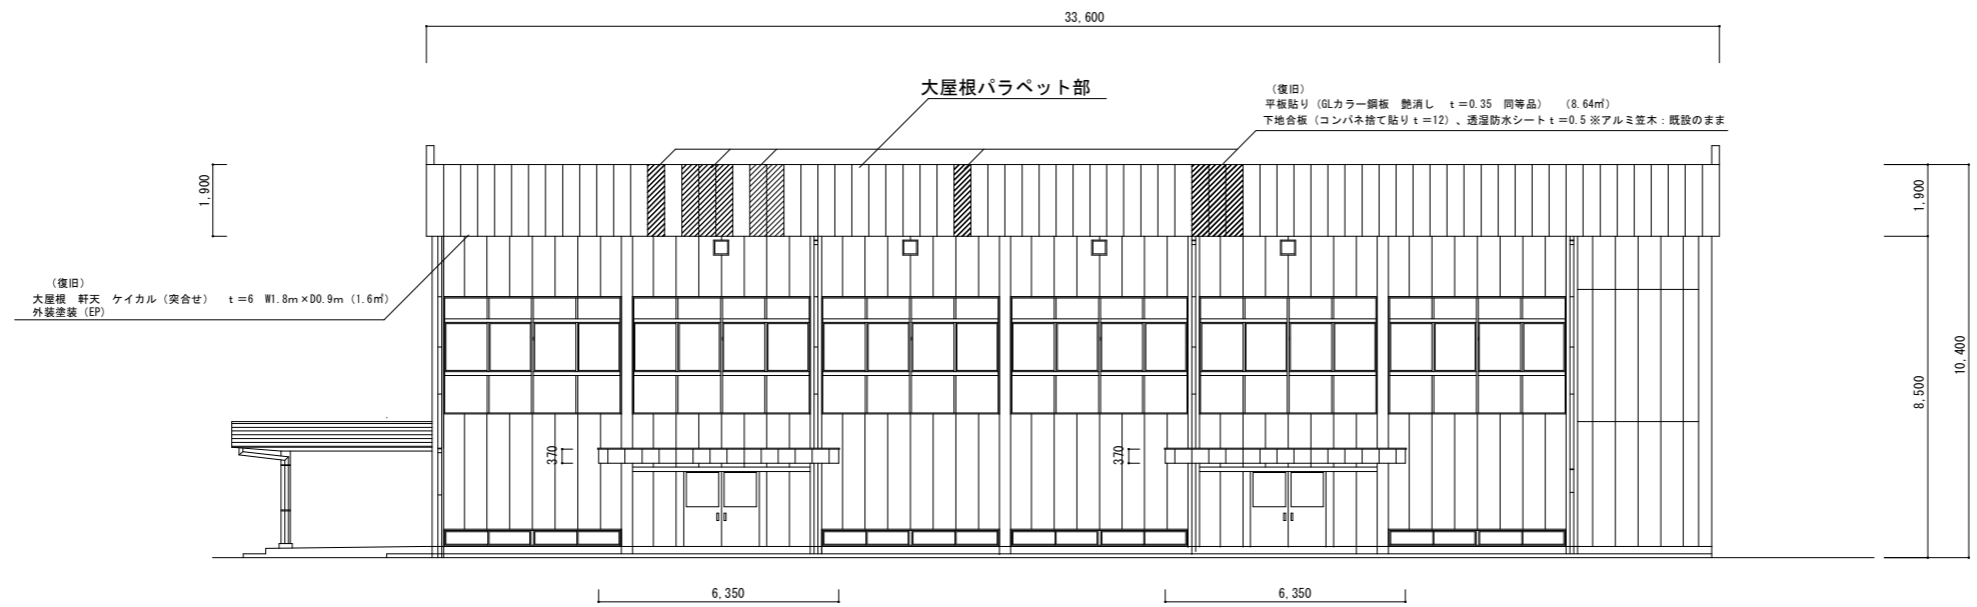 33,600
大屋根パラペット部
（復旧）
平板貼り（GLカラー鋼板　艶消し　ｔ＝0.35　同等品）　（8.64㎡）
下地合板（コンパネ捨て貼りｔ＝12）、透湿防水シートｔ＝0.5 ※アルミ笠木：既設のまま
1,900
1,900
（復旧）
大屋根　軒天　ケイカル（突合せ）　ｔ＝6　W1.8ｍ×D0.9ｍ（1.6㎡）
外装塗装（EP）
10,400
8,500
370
370
6,350
6,350